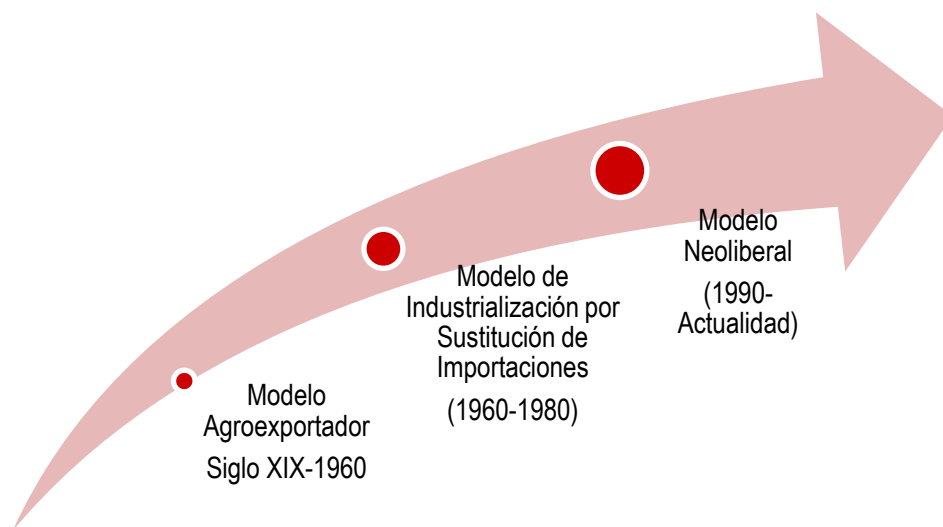 Modelo
Agroexportador
Siglo XIX-1960
Modelo de
Industrialización por
Sustitución de
Importaciones
(1960-1980)
Modelo
Neoliberal
(1990-
Actualidad)